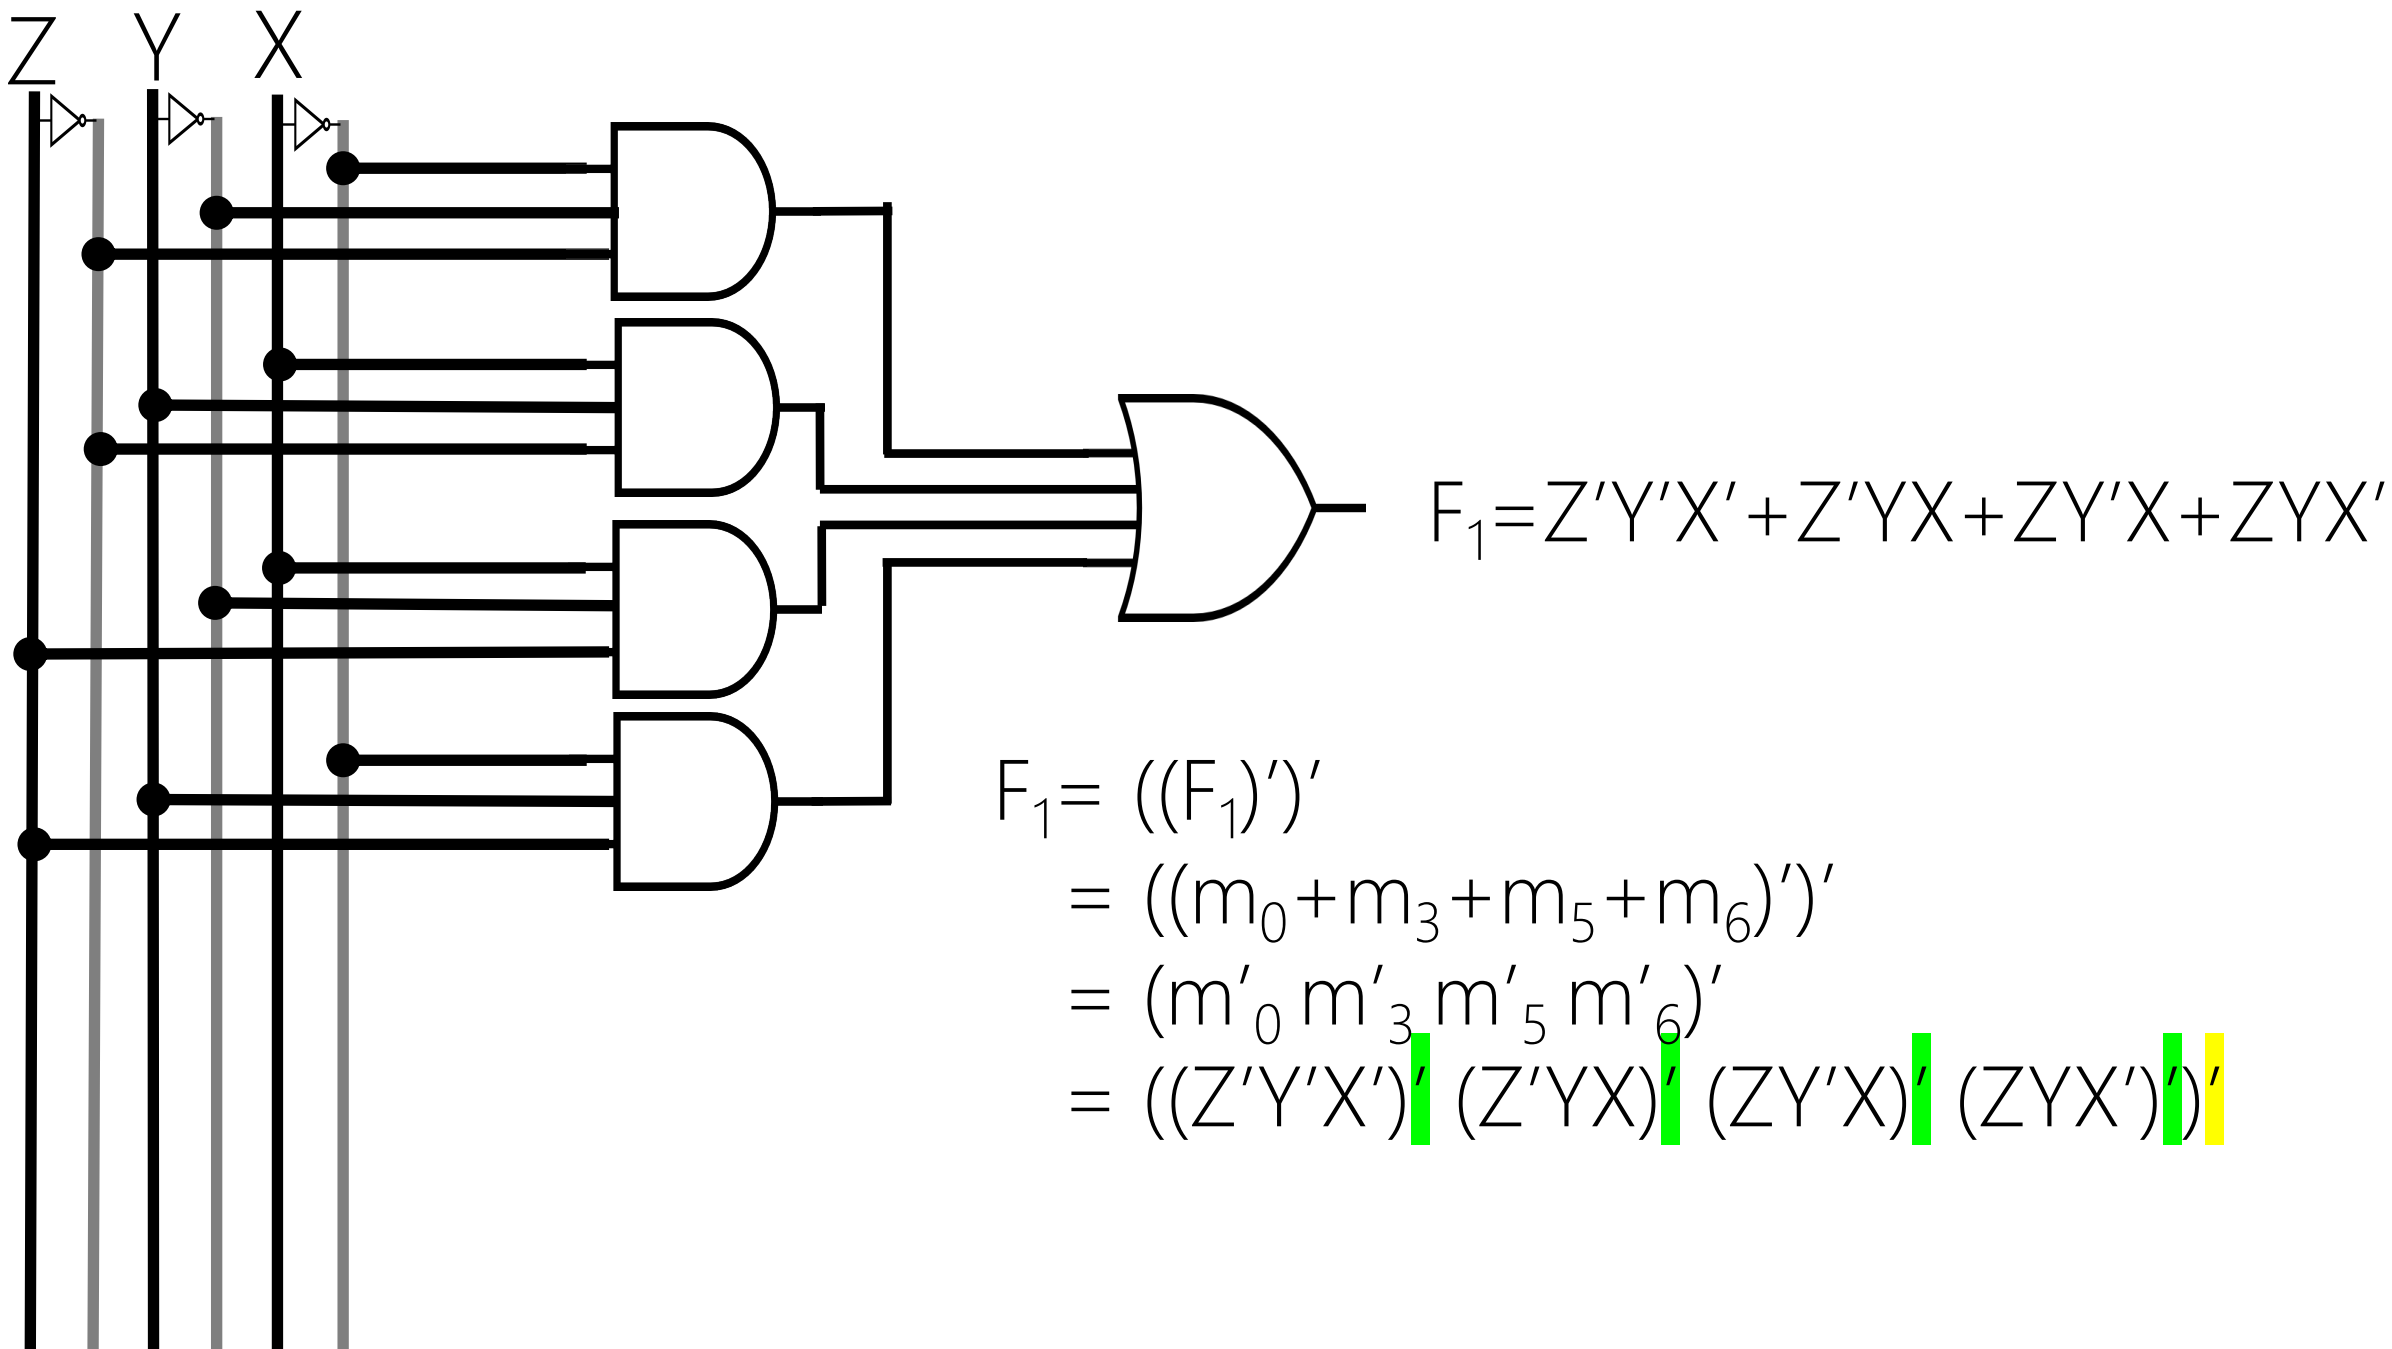 Z Y X
F₁=Z′Y′X′+Z′YX+ZY′X+ZYX′
F₁= ((F₁)′)′
= ((m₀+m₃+m₅+m₆)′)′
= (m′₀ m′₃ m′₅ m′₆)′
= ((Z′Y′X′)′ (Z′YX)′ (ZY′X)′ (ZYX′)′)′